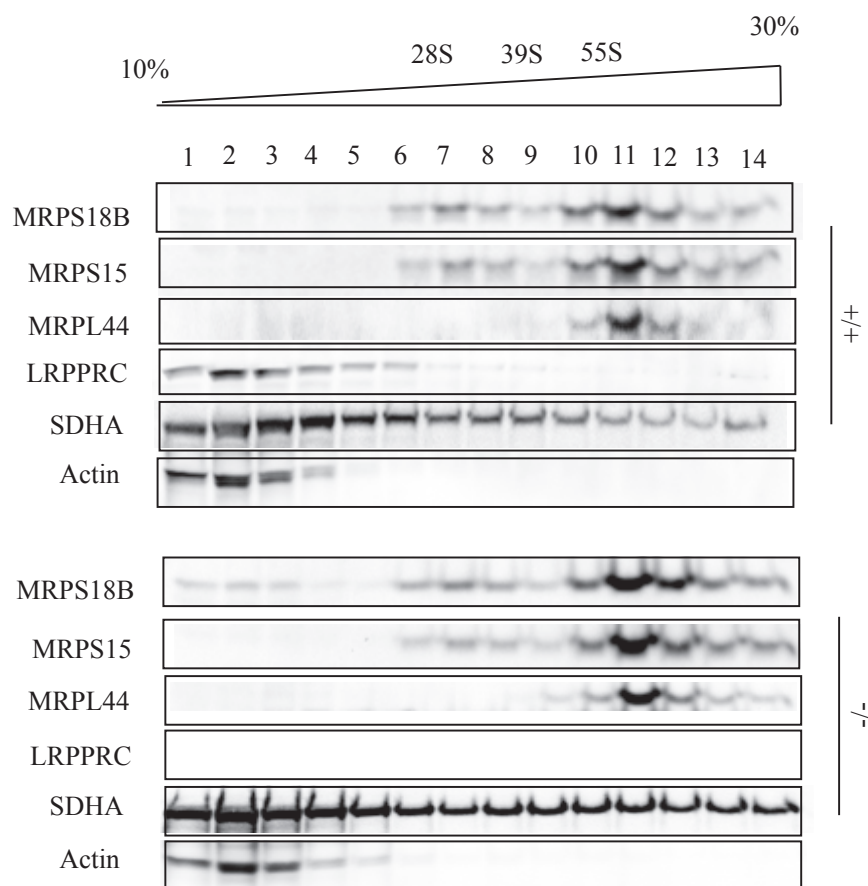 30%
28S 39S 55S
10%
1 2 3 4 5 6 7 8 9 10 11 12 13 14
MRPS18B
MRPS15
MRPL44
LRPPRC
SDHA
Actin
+/+
MRPS18B
MRPS15
MRPL44
LRPPRC
SDHA
Actin
-/-